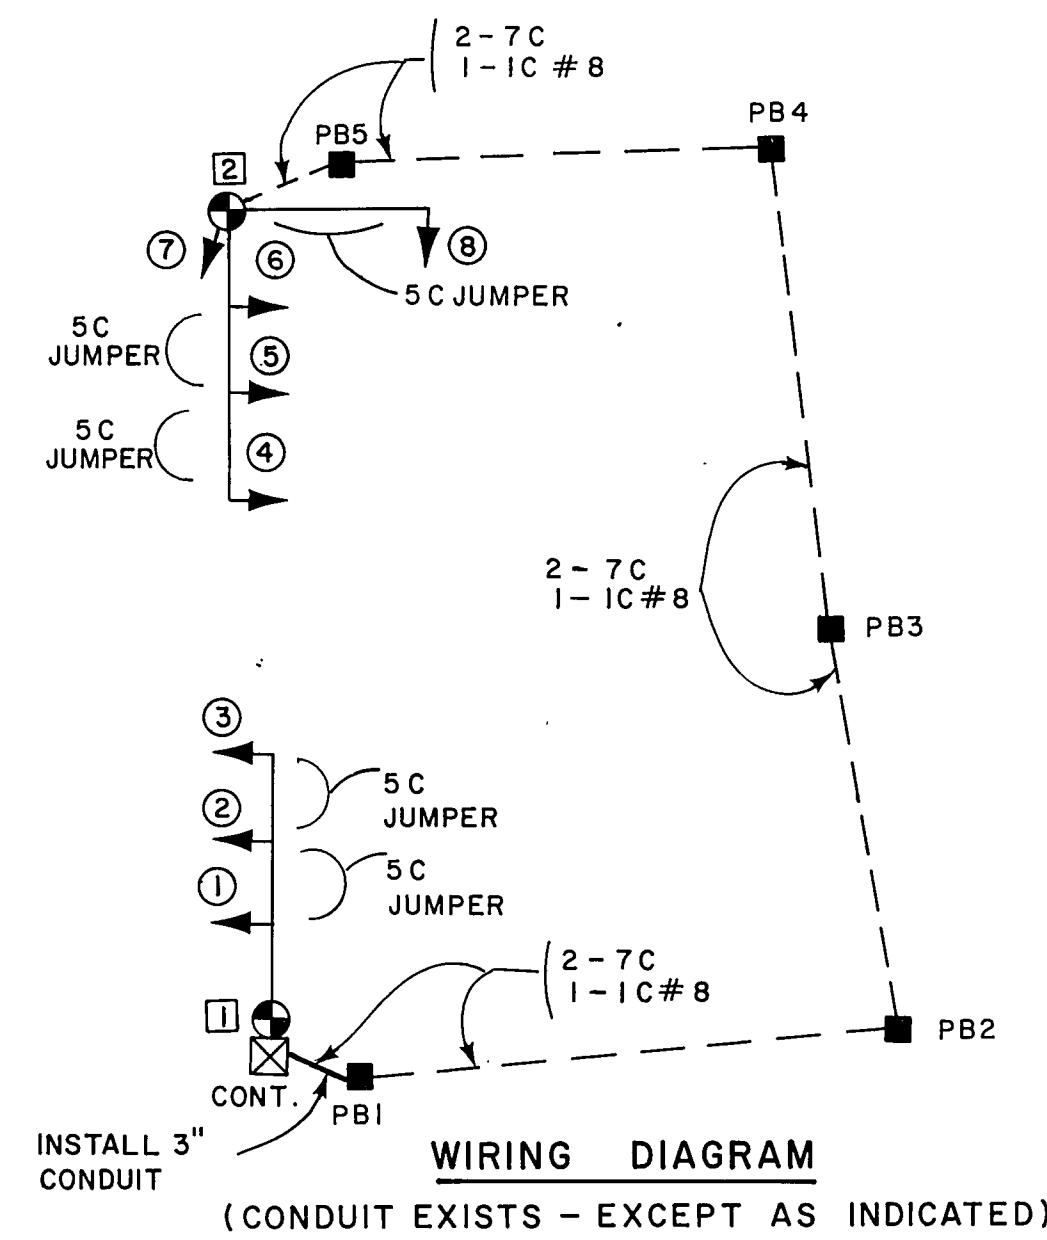 2 - 7C
1 - 1C # 8
PB5
PB4
2
7
6
8
5C JUMPER
5C
JUMPER
5
5C
JUMPER
4
2 - 7C
1 - 1C # 8
PB3
3
5C
JUMPER
2
5C
JUMPER
1
2 - 7C
1 - 1C # 8
1
PB2
CONT.
PB1
INSTALL 3"
CONDUIT
WIRING DIAGRAM
(CONDUIT EXISTS - EXCEPT AS INDICATED)